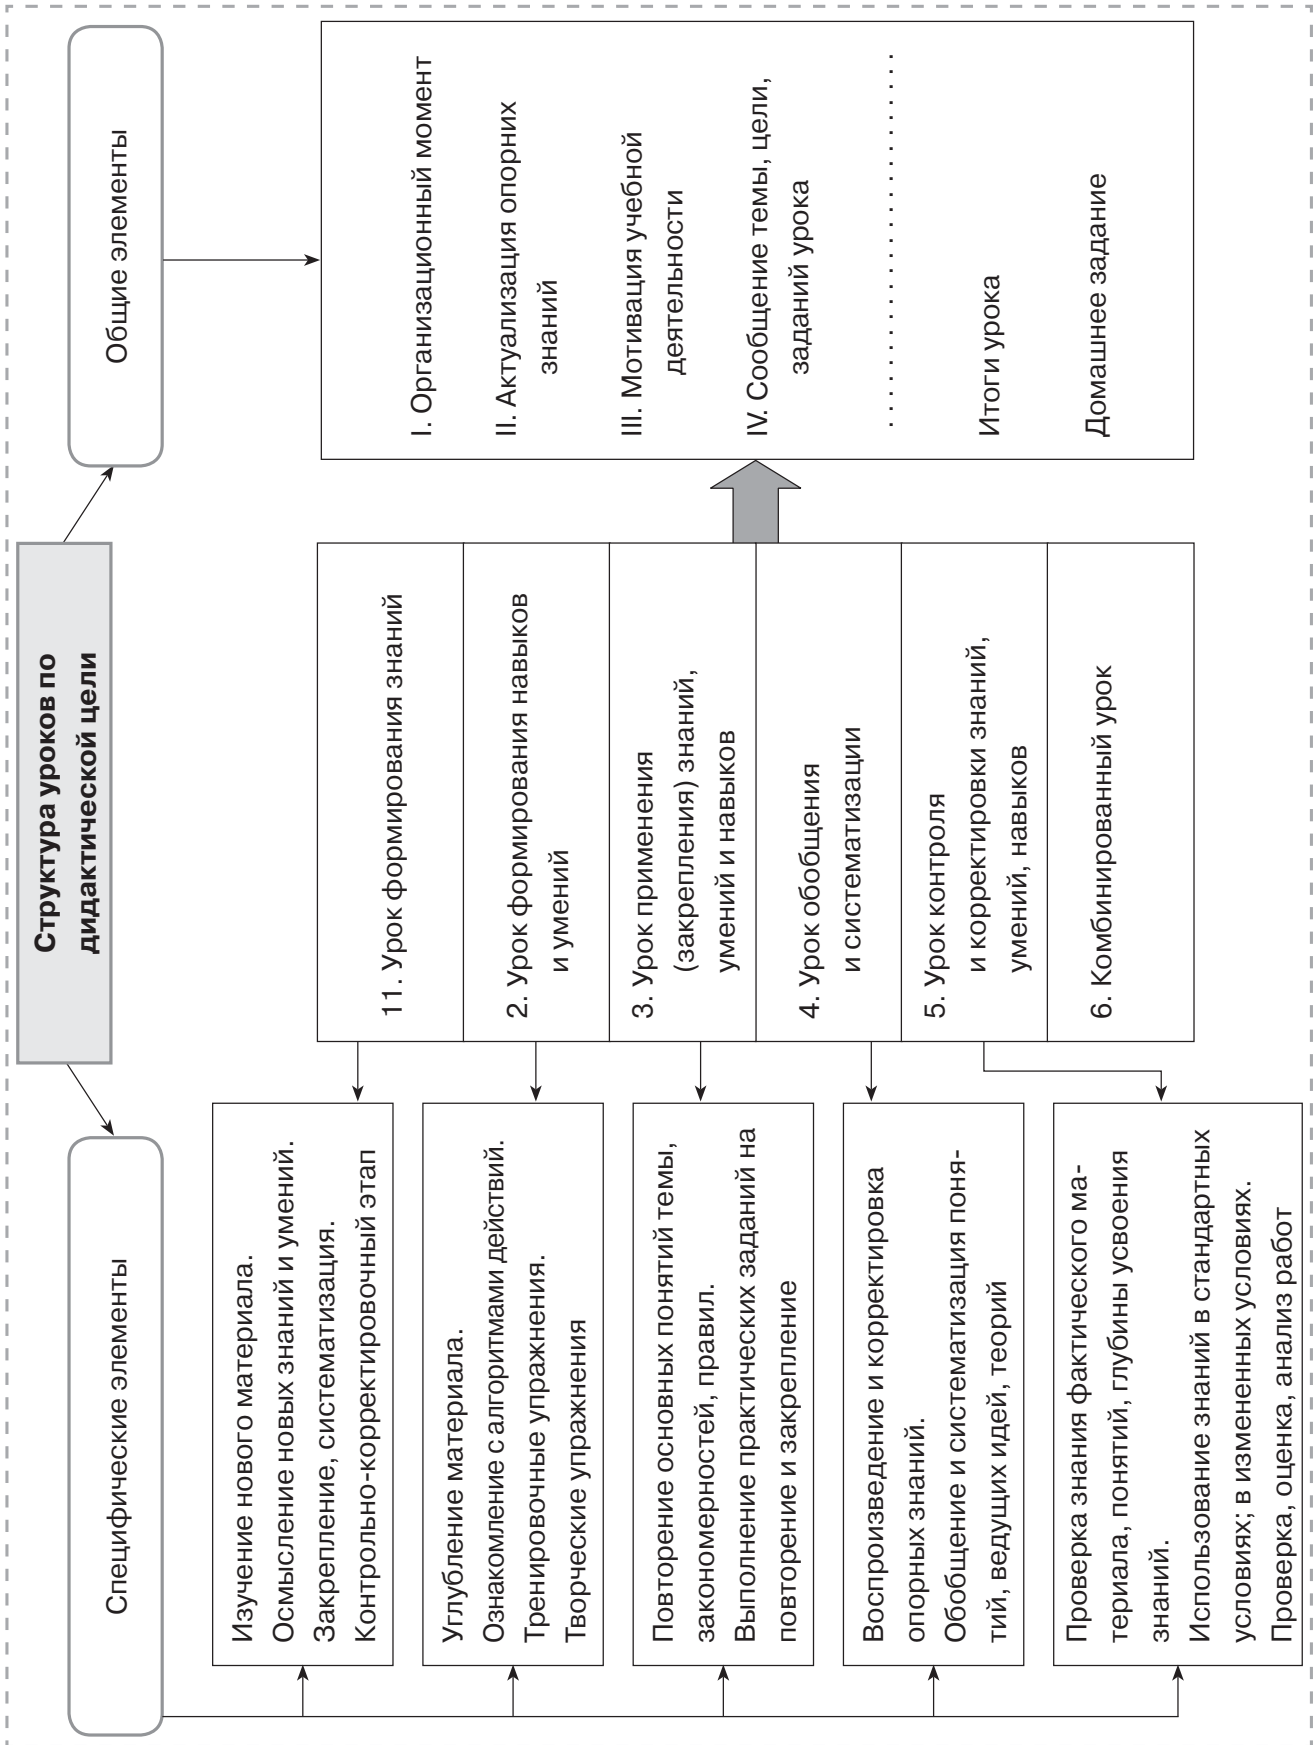 Структура уроков по
дидактической цели
Специфические элементы
Общие элементы
Изучение нового материала.
Осмысление новых знаний и умений.
Закрепление, систематизация.
Контрольно-корректировочный этап
Углубление материала.
Ознакомление с алгоритмами действий.
Тренировочные упражнения.
Творческие упражнения
Повторение основных понятий темы,
закономерностей, правил.
Выполнение практических заданий на
повторение и закрепление
Воспроизведение и корректировка
опорных знаний.
Обобщение и систематизация поня-
тий, ведущих идей, теорий
Проверка знания фактического ма-
териала, понятий, глубины усвоения
знаний.
Использование знаний в стандартных
условиях; в измененных условиях.
Проверка, оценка, анализ работ
11. Урок формирования знаний
2. Урок формирования навыков
и умений
3. Урок применения
(закрепления) знаний,
умений и навыков
4. Урок обобщения
и систематизации
5. Урок контроля
и корректировки знаний,
умений, навыков
6. Комбинированный урок
I. Организационный момент
II. Актуализация опорних
знаний
III. Мотивация учебной
деятельности
IV. Сообщение темы, цели,
заданий урока
. . . . . . . . . . . . . . . . . . . . . . . . .
Итоги урока
Домашнее задание